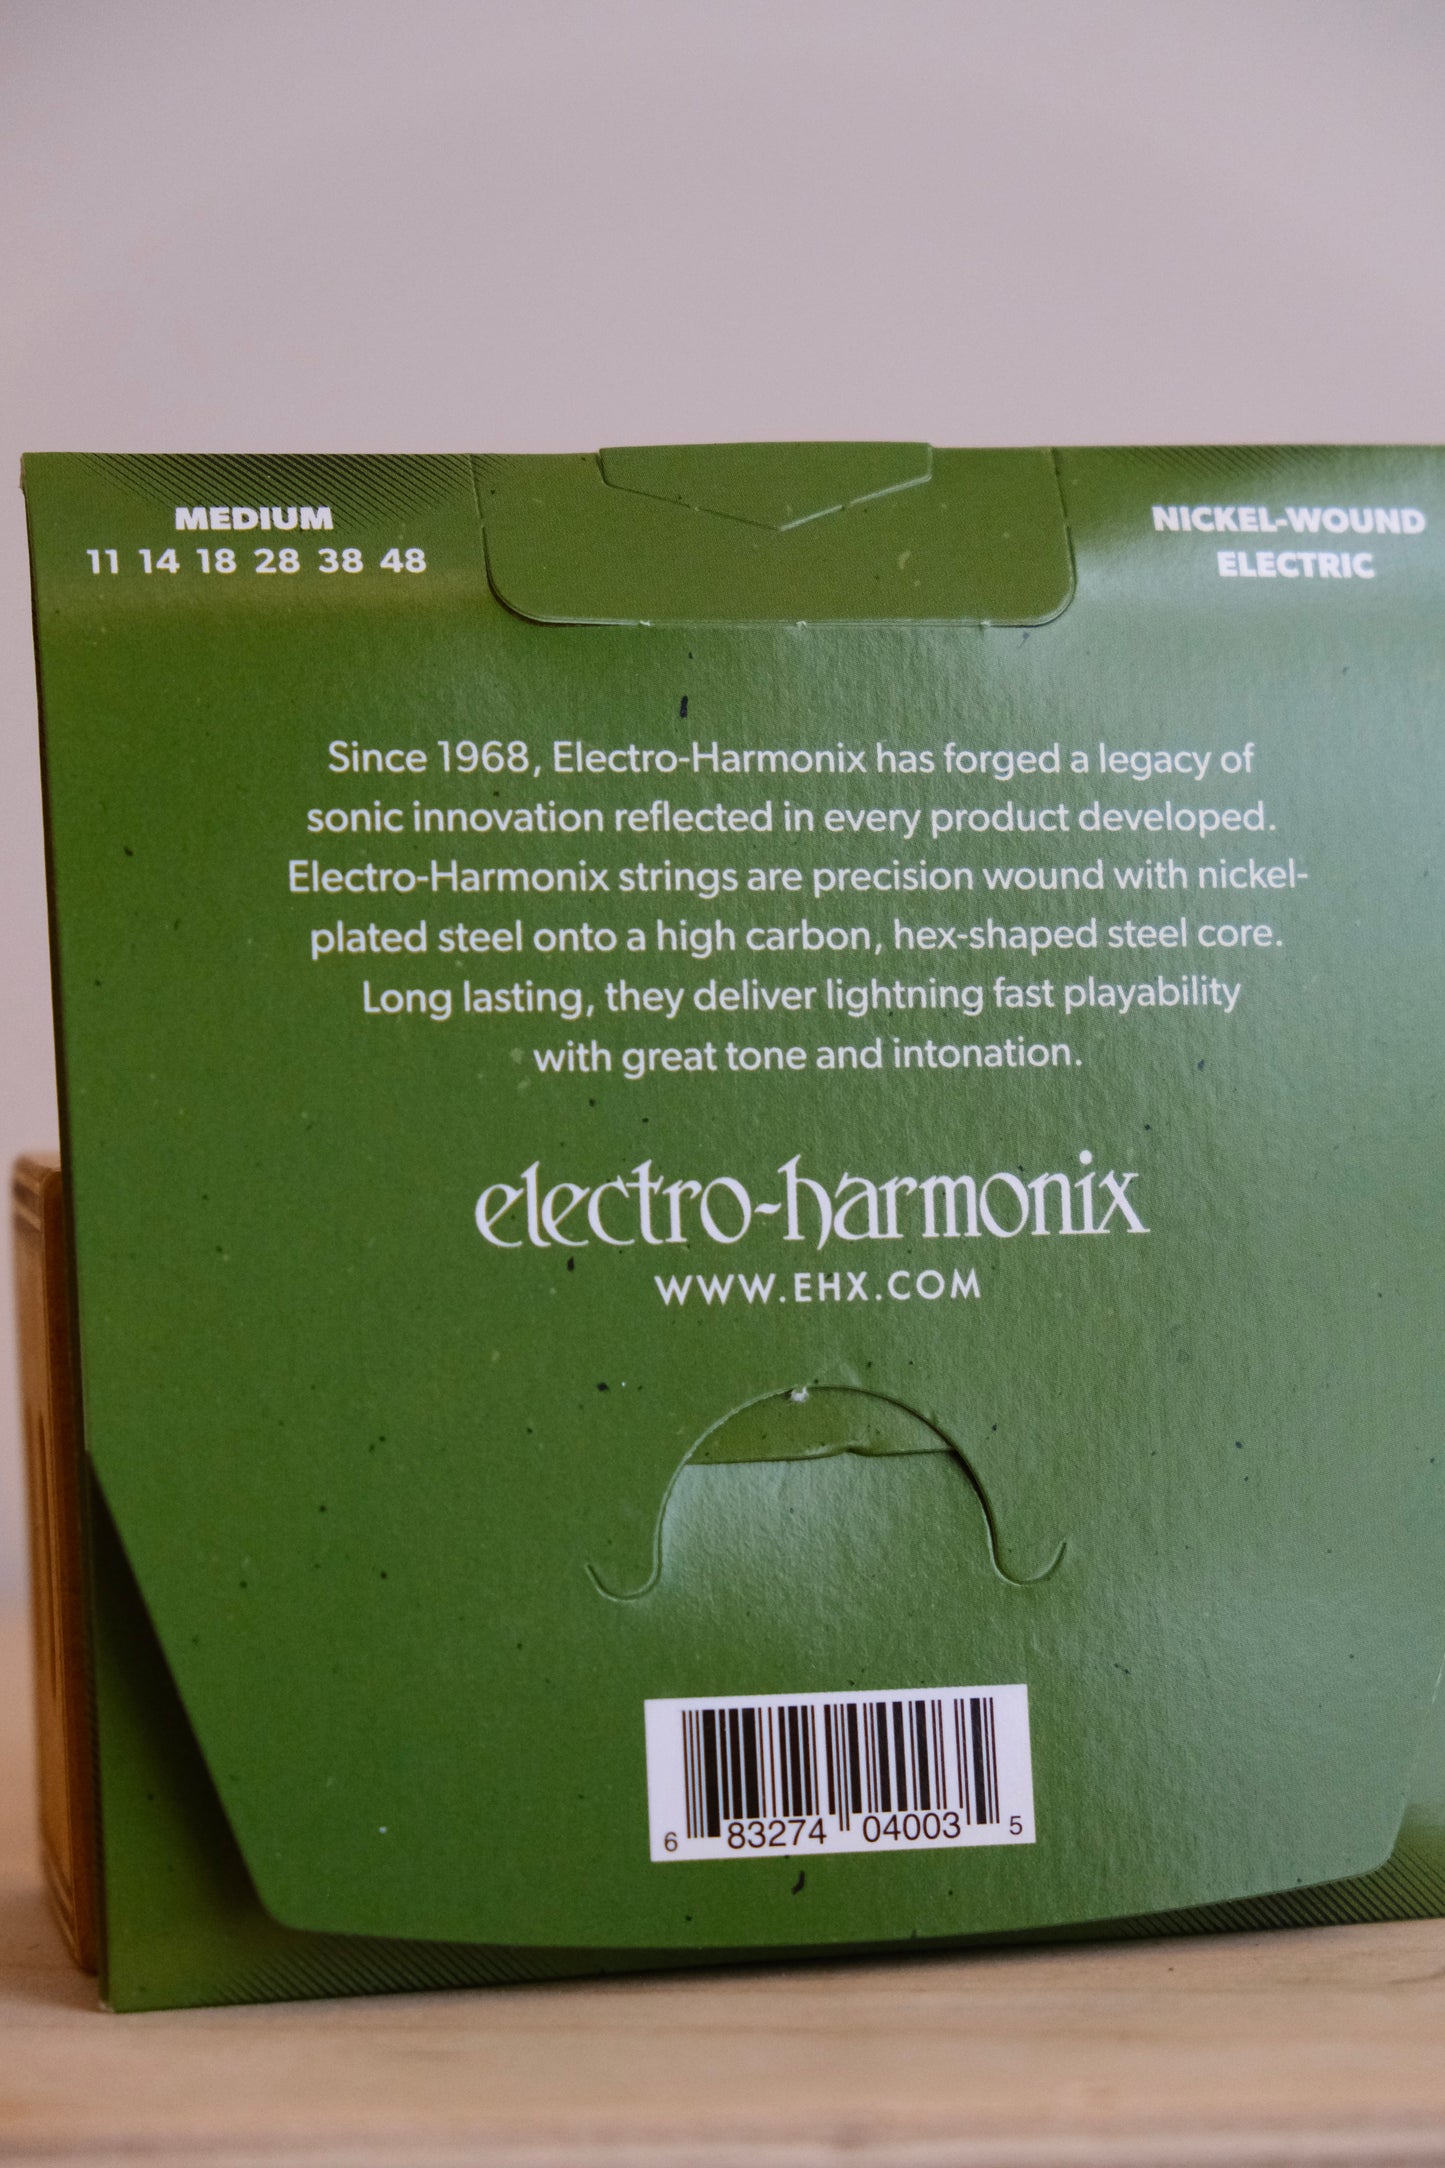 MEDIUM
11 14 18 28 38 48
NICKEL-WOUND
ELECTRIC
Since 1968, Electro-Harmonix has forged a legacy of
sonic innovation reflected in every product developed.
Electro-Harmonix strings are precision wound with nickel-
plated steel onto a high carbon, hex-shaped steel core.
Long lasting, they deliver lightning fast playability
with great tone and intonation.
electro-harmonix
WWW.EHX.COM
6 83274 04003 5